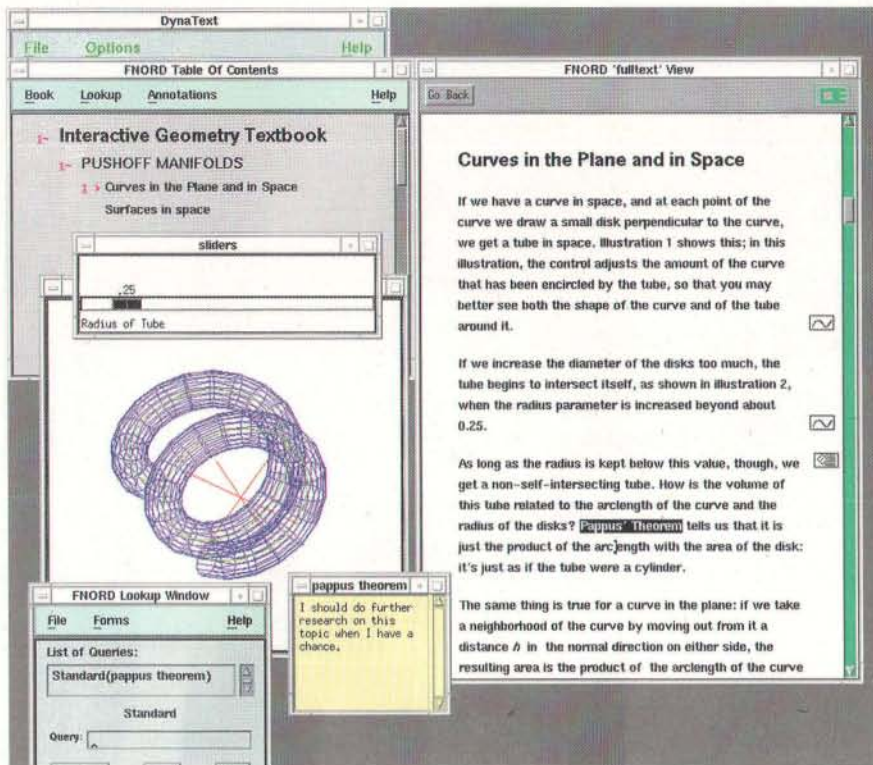 DynaText
File Options Help
FNORD Table Of Contents
Book Lookup Annotations Help
Interactive Geometry Textbook
PUSHOFF MANIFOLDS
Curves in the Plane and in Space
Surfaces in space
sliders
.25
Radius of Tube
FNORD Lookup Window
File Forms Help
List of Queries:
Standard(pappus theorem)
Standard
Query:
pappus theorem
I should do further
research on this
topic when I have a
chance.
FNORD 'fulltext' View
Go Back
Curves in the Plane and in Space
If we have a curve in space, and at each point of the
curve we draw a small disk perpendicular to the curve,
we get a tube in space. Illustration 1 shows this; in this
illustration, the control adjusts the amount of the curve
that has been encircled by the tube, so that you may
better see both the shape of the curve and of the tube
around it.
If we increase the diameter of the disks too much, the
tube begins to intersect itself, as shown in illustration 2,
when the radius parameter is increased beyond about
0.25.
As long as the radius is kept below this value, though, we
get a non-self-intersecting tube. How is the volume of
this tube related to the arclength of the curve and the
radius of the disks? Pappus' Theorem tells us that it is
just the product of the arclength with the area of the disk:
it's just as if the tube were a cylinder.
The same thing is true for a curve in the plane: if we take
a neighborhood of the curve by moving out from it a
distance h in the normal direction on either side, the
resulting area is the product of the arclength of the curve